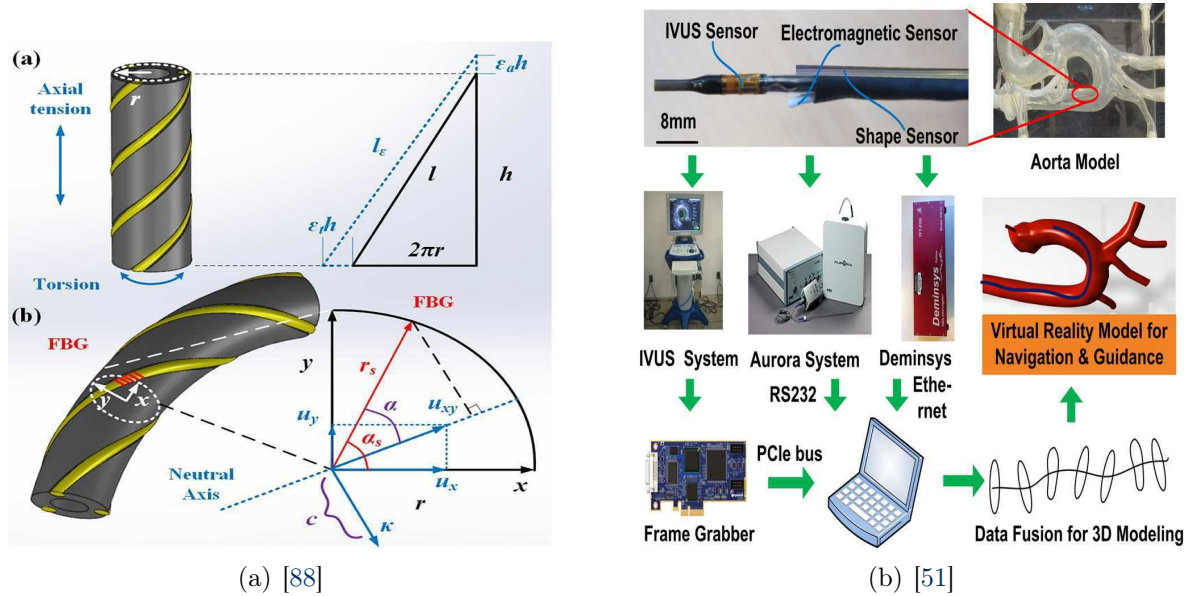 (a)
Axial
tension
r
ε_a h
l_ε
l
h
ε_t h
2πr
Torsion
(b)
FBG
y
x
FBG
y
r_s
α
u_xy
u_y
α_s
Neutral
Axis
u_x
x
r
c
κ
(a) [88]
IVUS Sensor
Electromagnetic Sensor
8mm
Shape Sensor
Aorta Model
AURORA
Deminsys
IVUS System
Aurora System
Deminsys
RS232
Ethe-
rnet
Virtual Reality Model for
Navigation & Guidance
PCIe bus
Frame Grabber
Data Fusion for 3D Modeling
(b) [51]